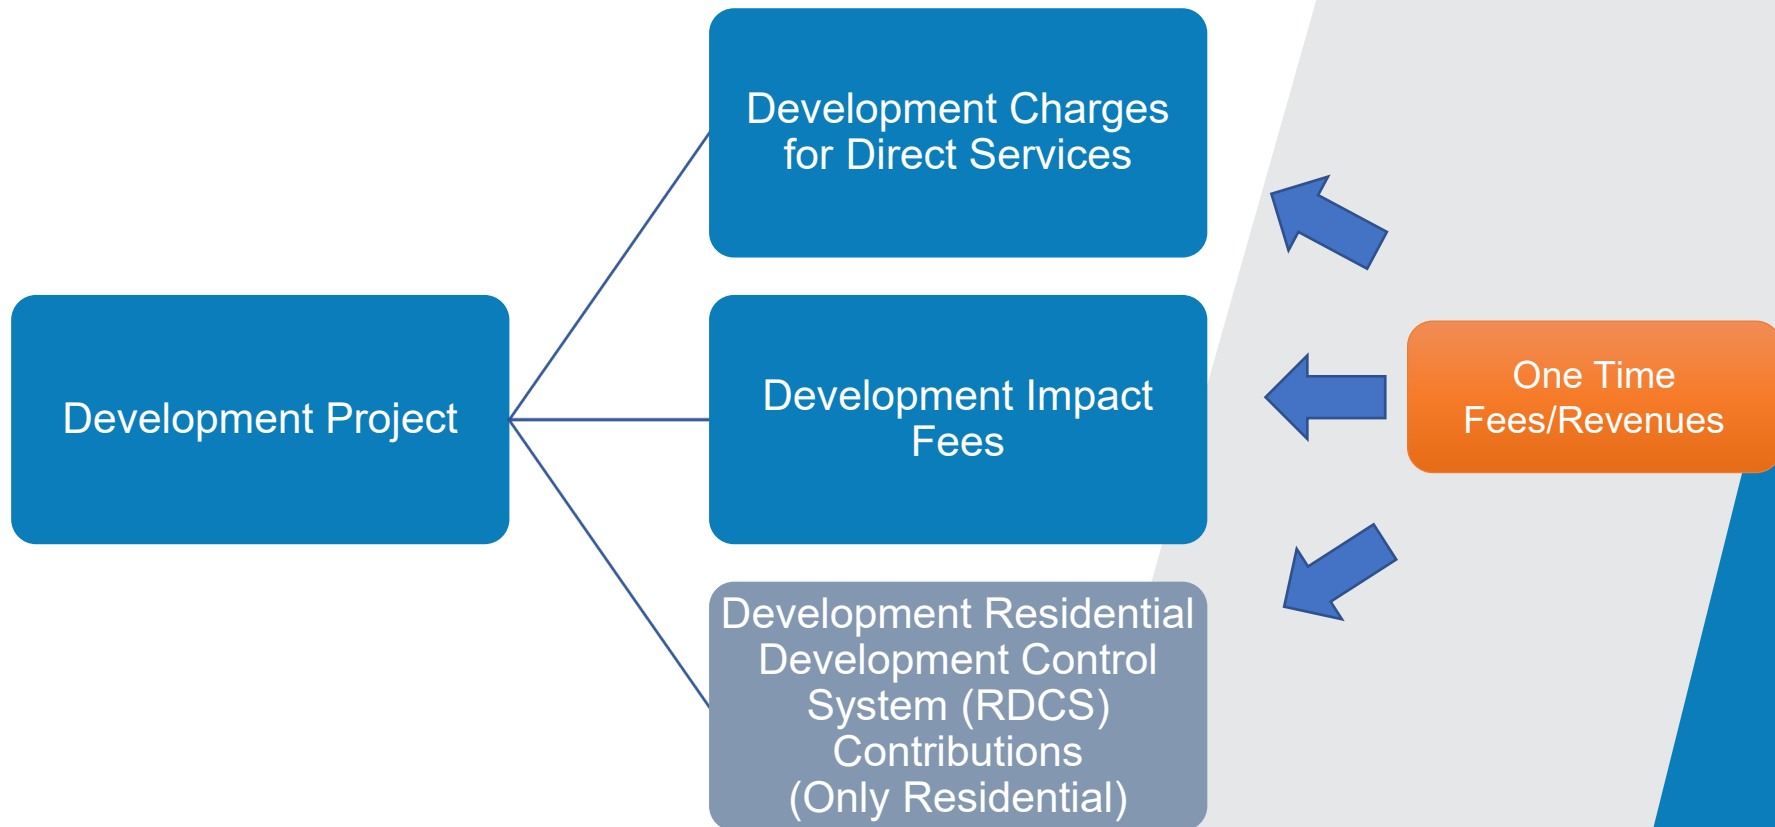 Development Charges
for Direct Services
Development Project
Development Impact
Fees
One Time
Fees/Revenues
Development Residential
Development Control
System (RDCS)
Contributions
(Only Residential)